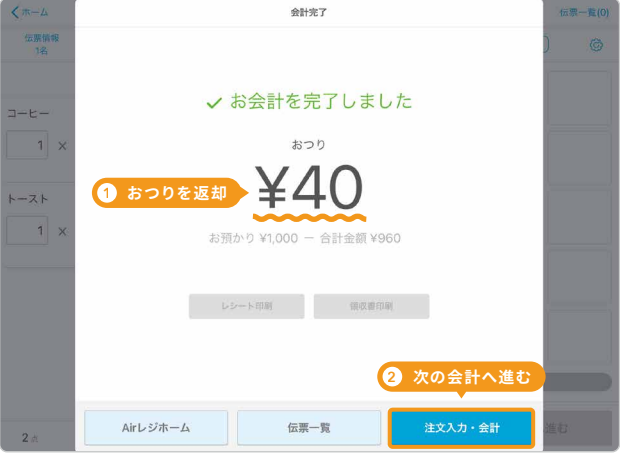 ホーム
会計完了
伝票一覧(0)
伝票情報
1名
お会計を完了しました
おつり
コーヒー
1 ×
¥40
1 おつりを返却
トースト
1 ×
お預かり ¥1,000 − 合計金額 ¥960
レシート印刷
領収書印刷
2 次の会計へ進む
Airレジホーム
伝票一覧
注文入力・会計
進む
2点